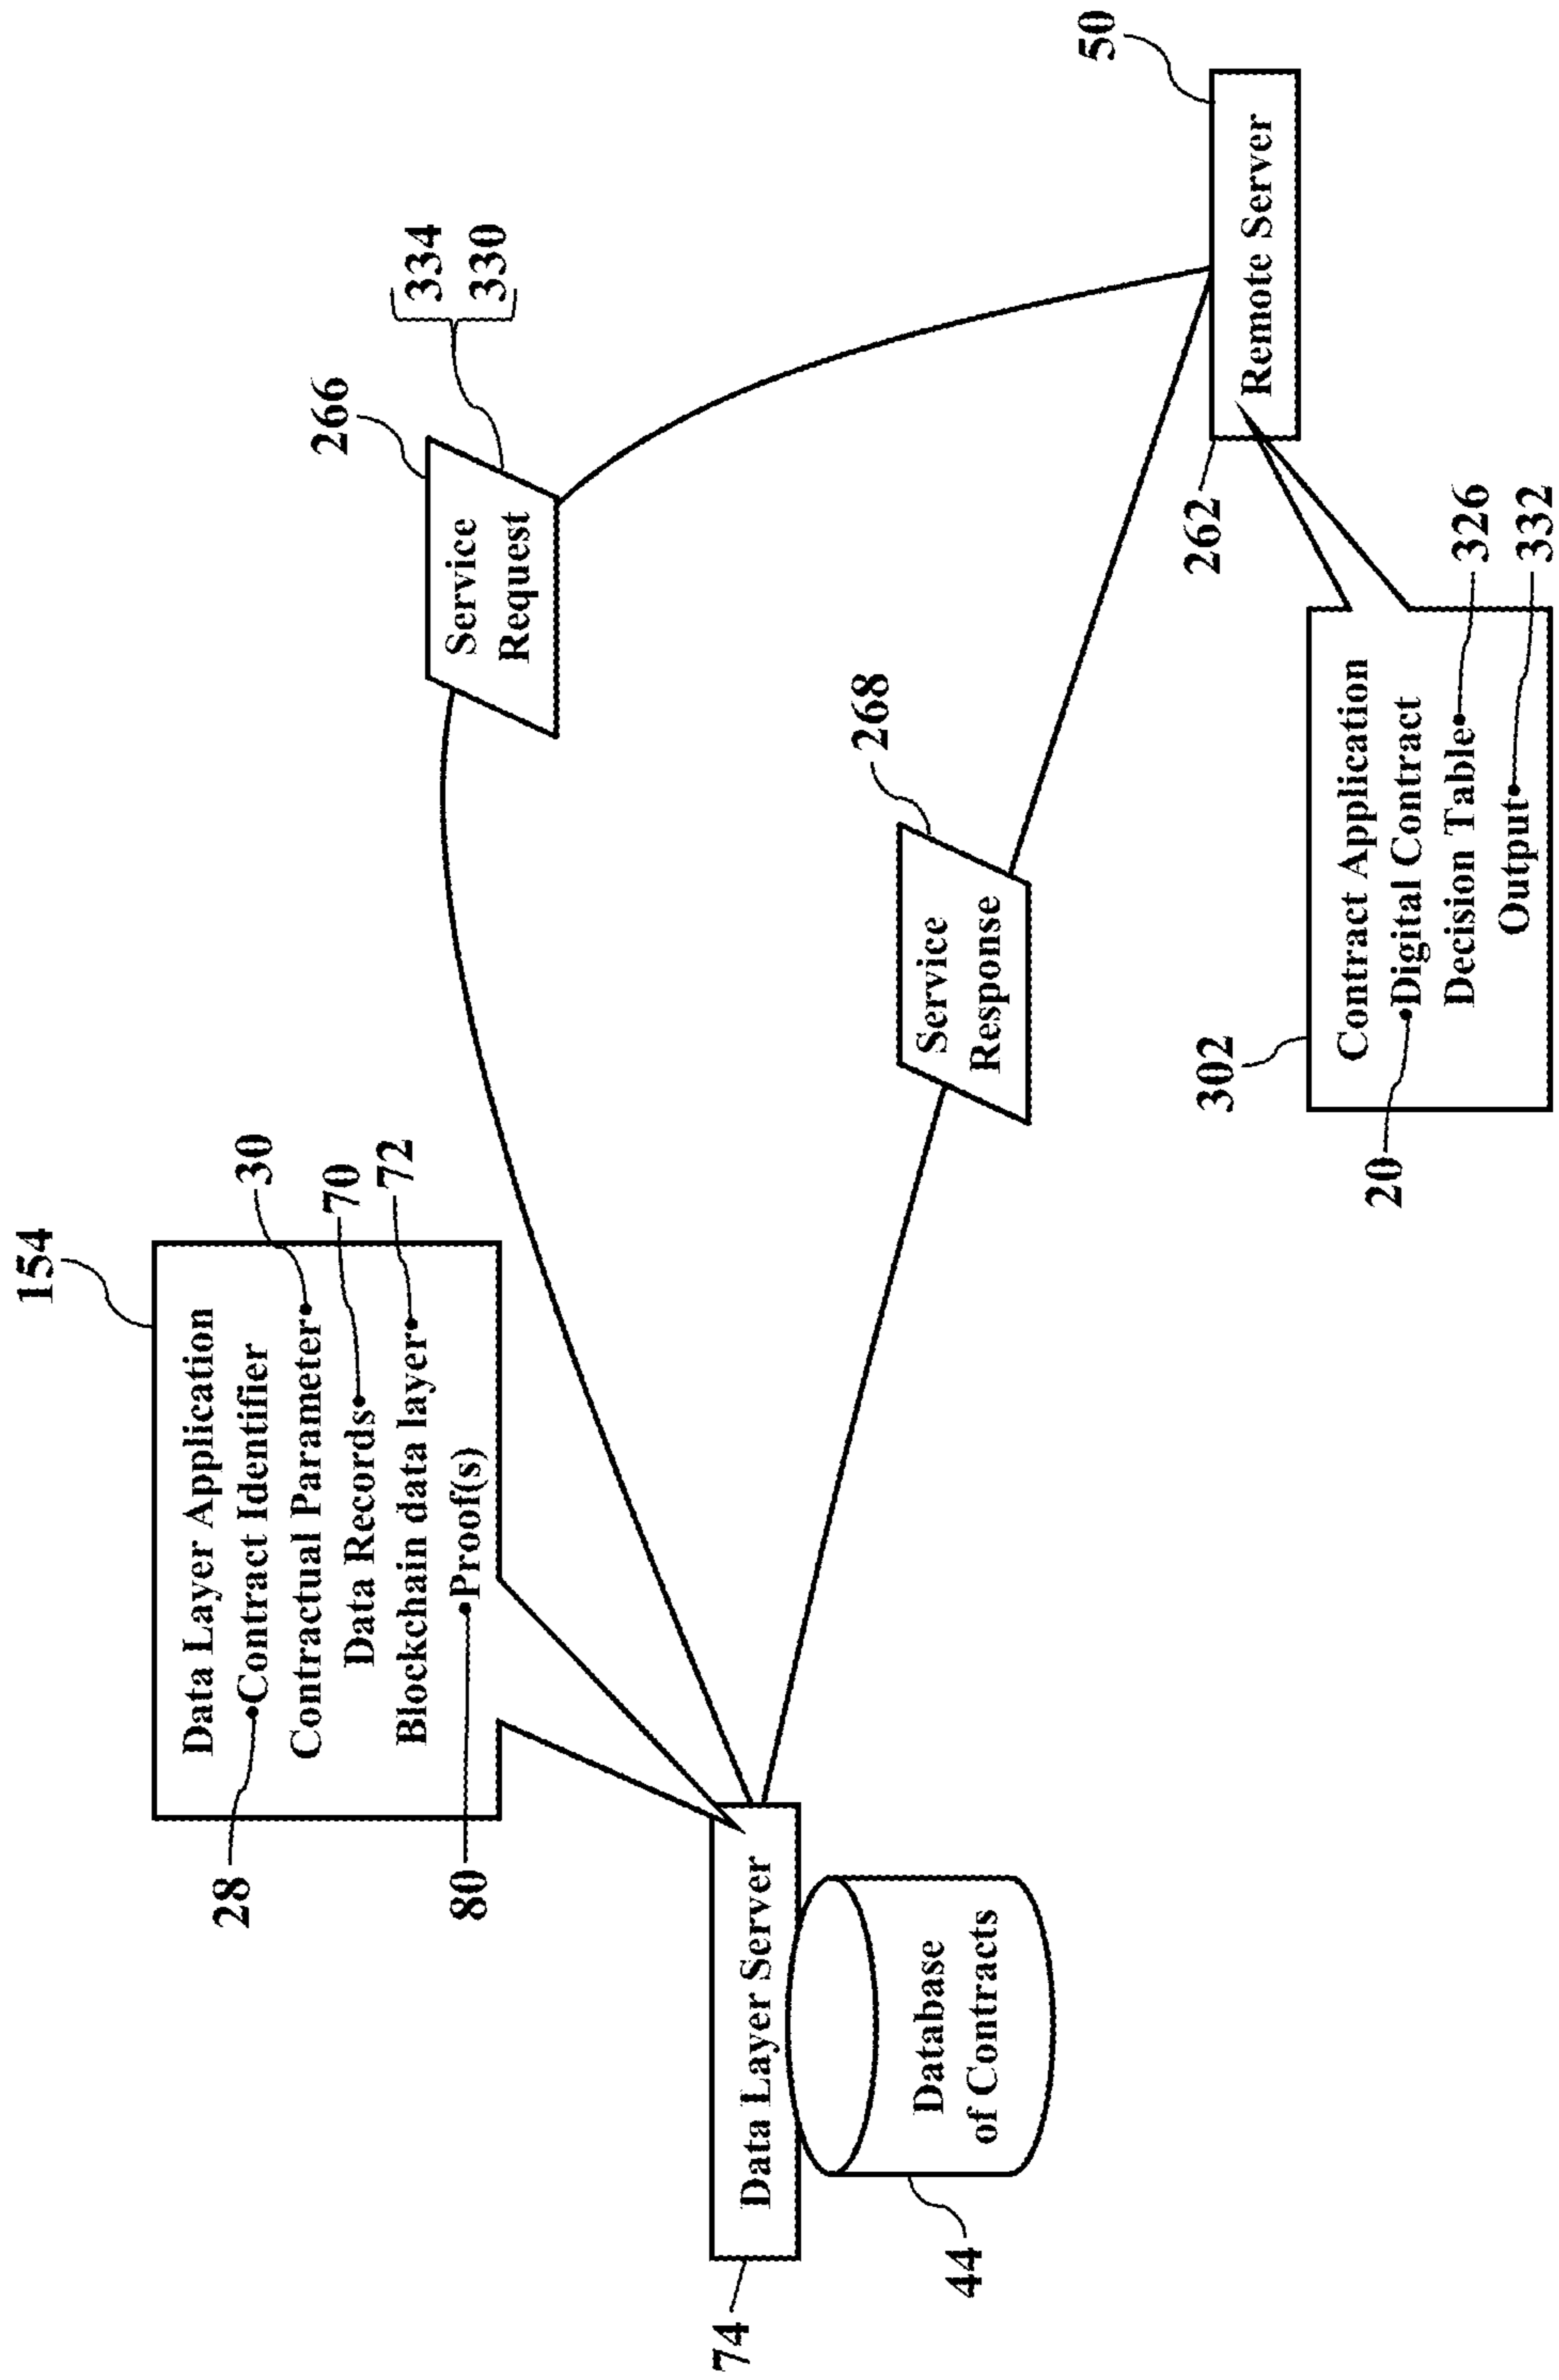 154
Data Layer Application
28
Contract Identifier
30
Contractual Parameter
70
Data Records
72
Blockchain data layer
80
Proof(s)
266
334
330
Service
Request
74
Data Layer Server
44
Database
of Contracts
268
Service
Response
50
262
Remote Server
302
Contract Application
20
Digital Contract
Decision Table
326
Output
332